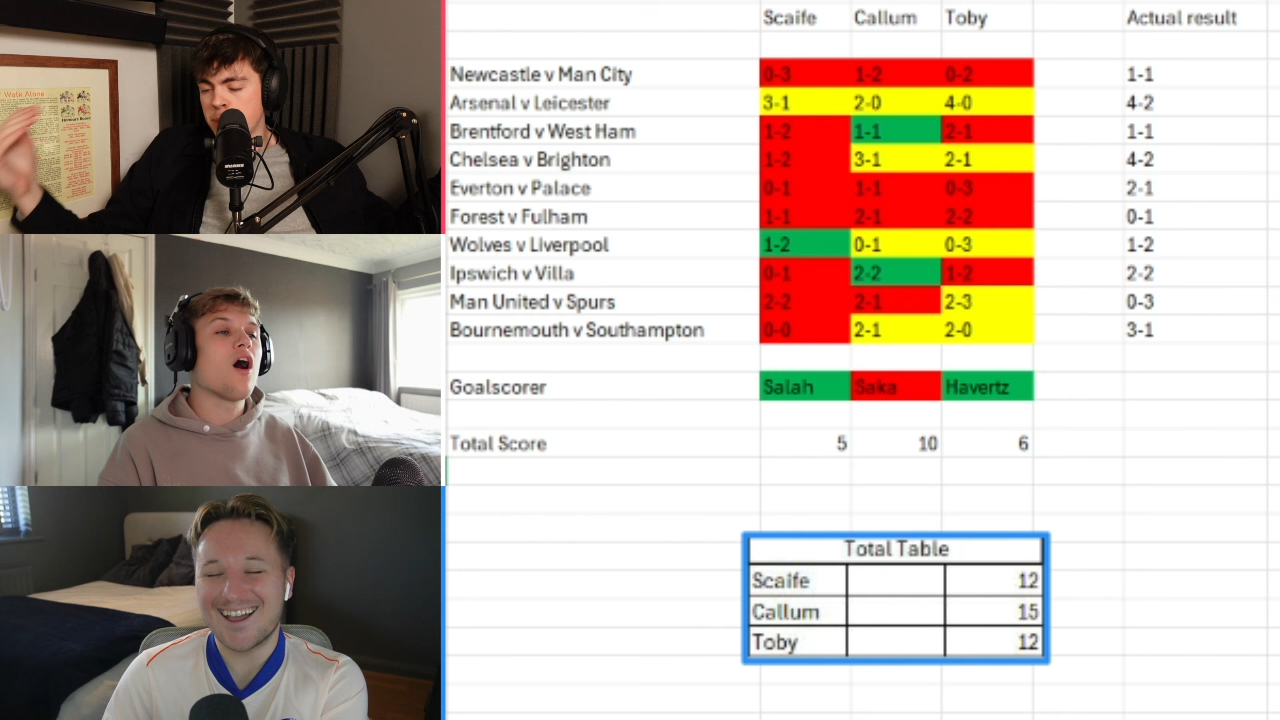 Walk Alone
Scaife Callum Toby Actual result
Newcastle v Man City 0-3 1-2 0-2 1-1
Arsenal v Leicester 3-1 2-0 4-0 4-2
Brentford v West Ham 1-2 1-1 2-1 1-1
Chelsea v Brighton 1-2 3-1 2-1 4-2
Everton v Palace 0-1 1-1 0-3 2-1
Forest v Fulham 1-1 2-1 2-2 0-1
Wolves v Liverpool 1-2 0-1 0-3 1-2
Ipswich v Villa 0-1 2-2 1-2 2-2
Man United v Spurs 2-2 2-1 2-3 0-3
Bournemouth v Southampton 0-0 2-1 2-0 3-1
Goalscorer Salah Saka Havertz
Total Score 5 10 6
Total Table
Scaife 12
Callum 15
Toby 12